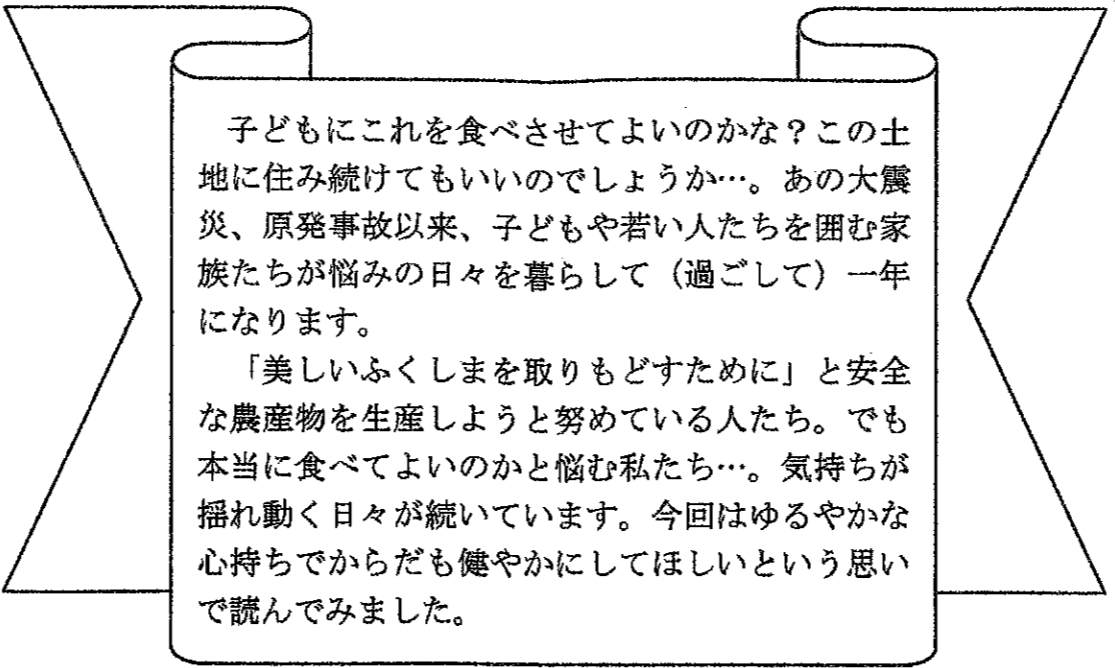 子どもにこれを食べさせてよいのかな？この土
地に住み続けてもいいのでしょうか…。あの大震
災、原発事故以来、子どもや若い人たちを囲む家
族たちが悩みの日々を暮らして（過ごして）一年
になります。
「美しいふくしまを取りもどすために」と安全
な農産物を生産しようと努めている人たち。でも
本当に食べてよいのかと悩む私たち…。気持ちが
揺れ動く日々が続いています。今回はゆるやかな
心持ちでからだも健やかにしてほしいという思い
で読んでみました。